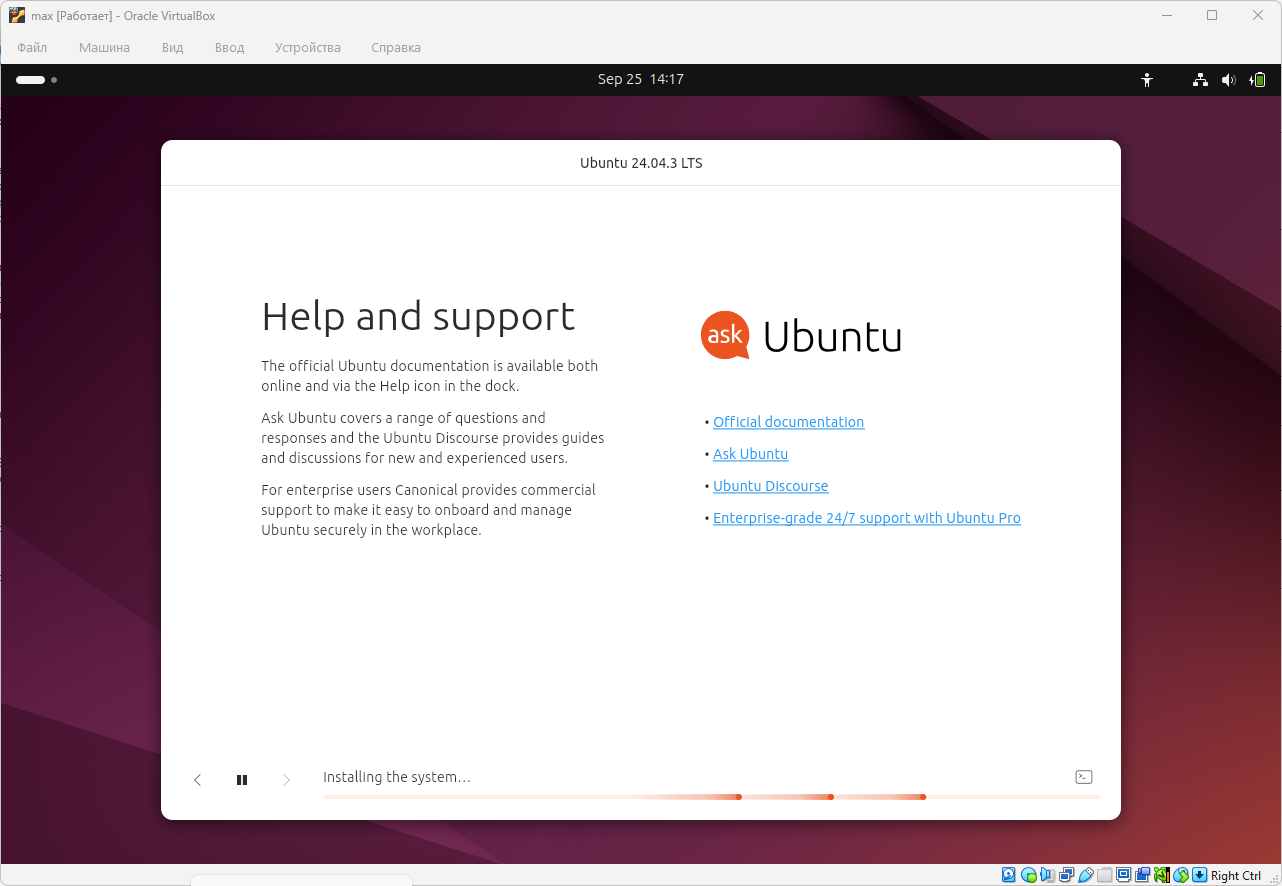 max [Работает] - Oracle VirtualBox
Файл Машина Вид Ввод Устройства Справка
Sep 25 14:17
Ubuntu 24.04.3 LTS
Help and support
The official Ubuntu documentation is available both
online and via the Help icon in the dock.
Ask Ubuntu covers a range of questions and
responses and the Ubuntu Discourse provides guides
and discussions for new and experienced users.
For enterprise users Canonical provides commercial
support to make it easy to onboard and manage
Ubuntu securely in the workplace.
ask Ubuntu
• Official documentation
• Ask Ubuntu
• Ubuntu Discourse
• Enterprise-grade 24/7 support with Ubuntu Pro
Installing the system...
Right Ctrl